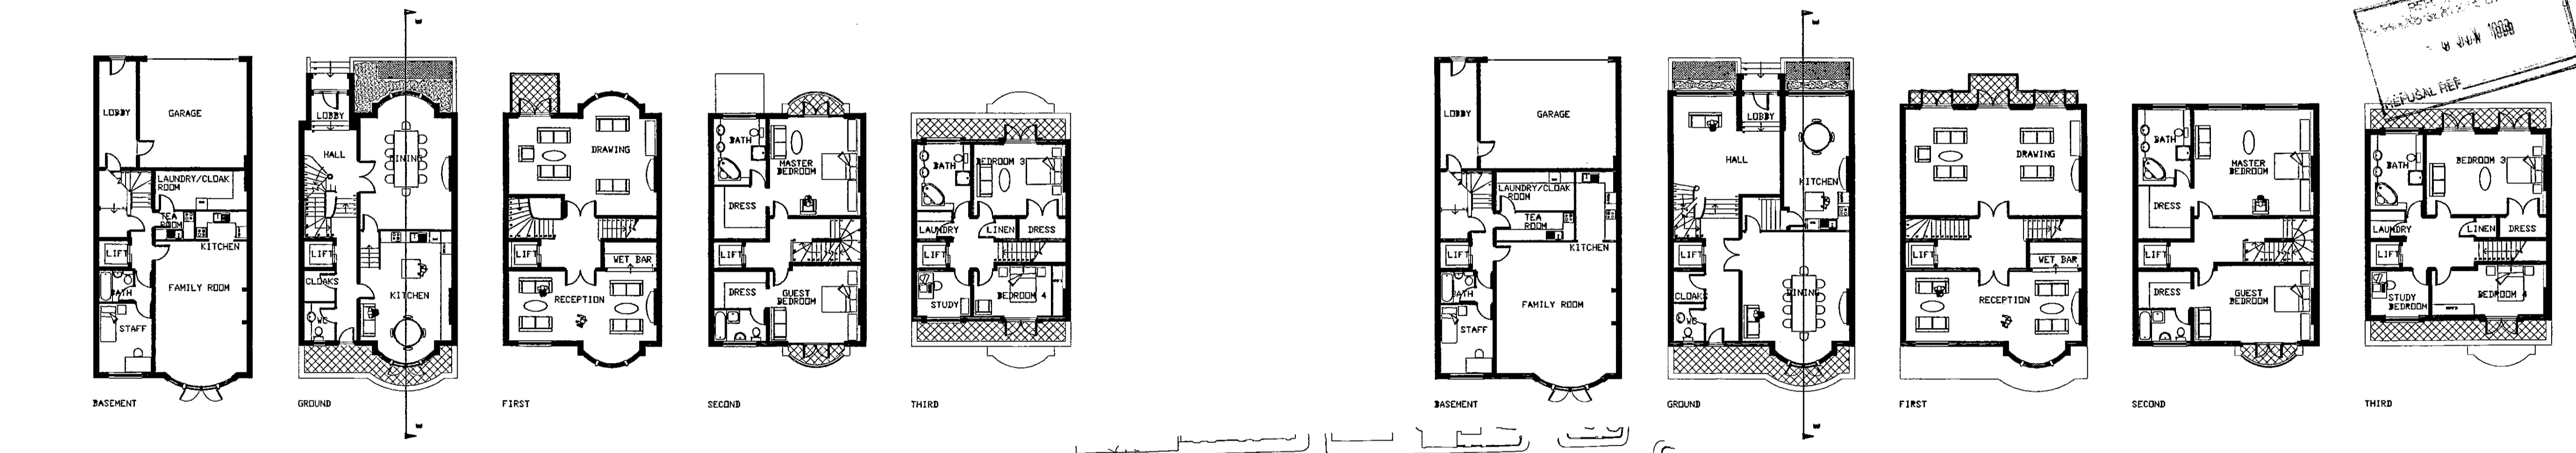 LOBBY
GARAGE
LAUNDRY/CLOAK
ROOM
TEA
ROOM
KITCHEN
LIFT
BATH
FAMILY ROOM
STAFF
BASEMENT
LOBBY
HALL
DINING
LIFT
CLOAKS
WC
KITCHEN
GROUND
DRAWING
LIFT
WET BAR
RECEPTION
FIRST
BATH
MASTER
BEDROOM
DRESS
LIFT
DRESS
GUEST
BEDROOM
SECOND
BATH
BEDROOM 3
LAUNDRY
LINEN
DRESS
LIFT
STUDY
BEDROOM 4
THIRD
LOBBY
GARAGE
LAUNDRY/CLOAK
ROOM
TEA
ROOM
KITCHEN
LIFT
BATH
FAMILY ROOM
STAFF
BASEMENT
LOBBY
HALL
KITCHEN
LIFT
CLOAKS
WC
DINING
GROUND
DRAWING
LIFT
WET BAR
RECEPTION
FIRST
BATH
MASTER
BEDROOM
DRESS
LIFT
DRESS
GUEST
BEDROOM
SECOND
BATH
BEDROOM 3
LAUNDRY
LINEN
DRESS
LIFT
STUDY
BEDROOM
BEDROOM 4
THIRD
JUN
REFUSAL REF